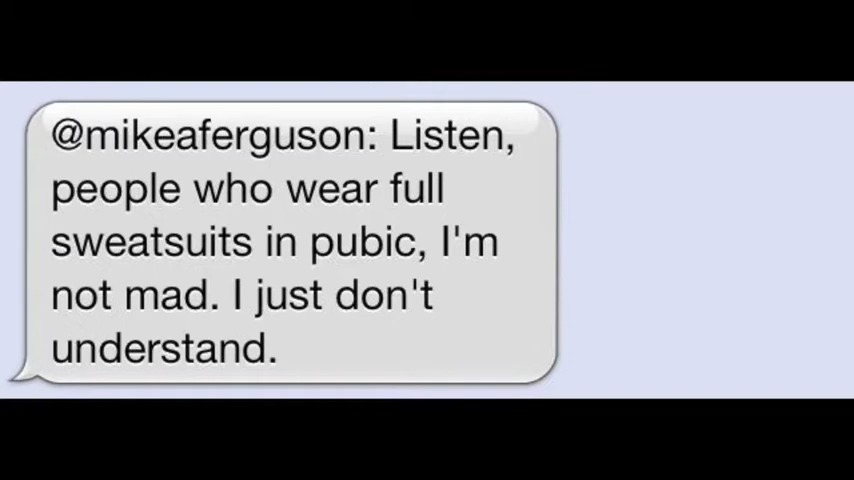 @mikeaferguson: Listen,
people who wear full
sweatsuits in pubic, I'm
not mad. I just don't
understand.